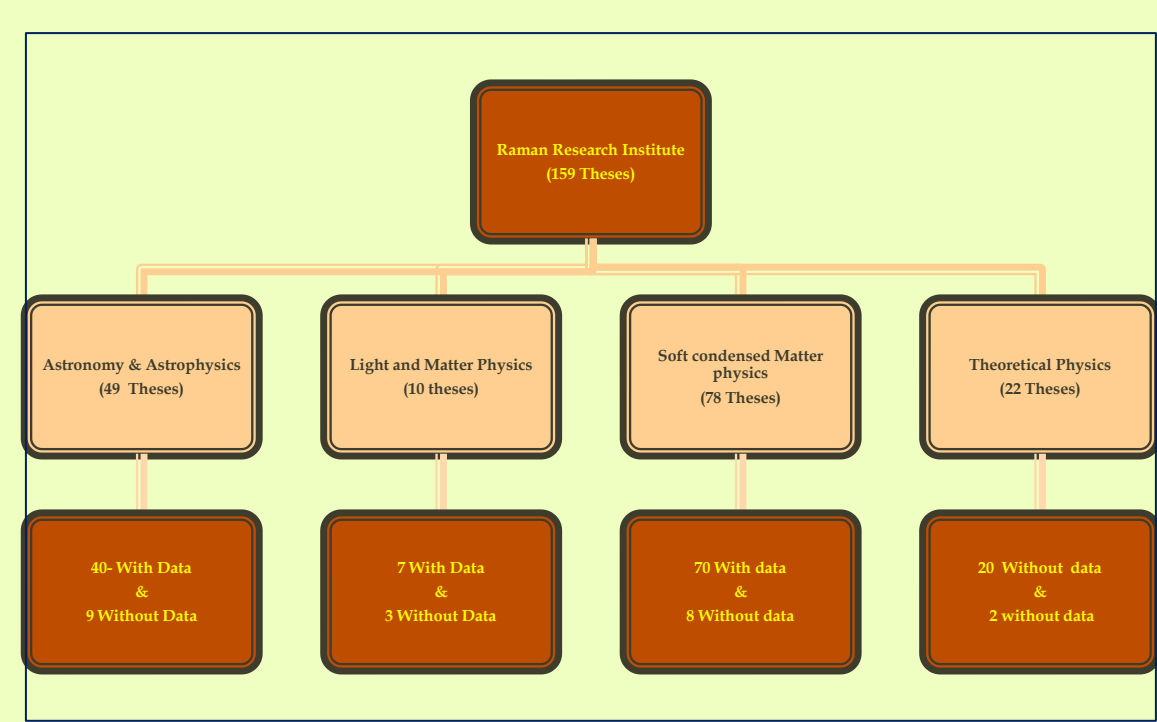 Raman Research Institute
(159 Theses)
Astronomy & Astrophysics
(49 Theses)
Light and Matter Physics
(10 theses)
Soft condensed Matter
physics
(78 Theses)
Theoretical Physics
(22 Theses)
40- With Data
&
9 Without Data
7 With Data
&
3 Without Data
70 With data
&
8 Without data
20 Without data
&
2 without data